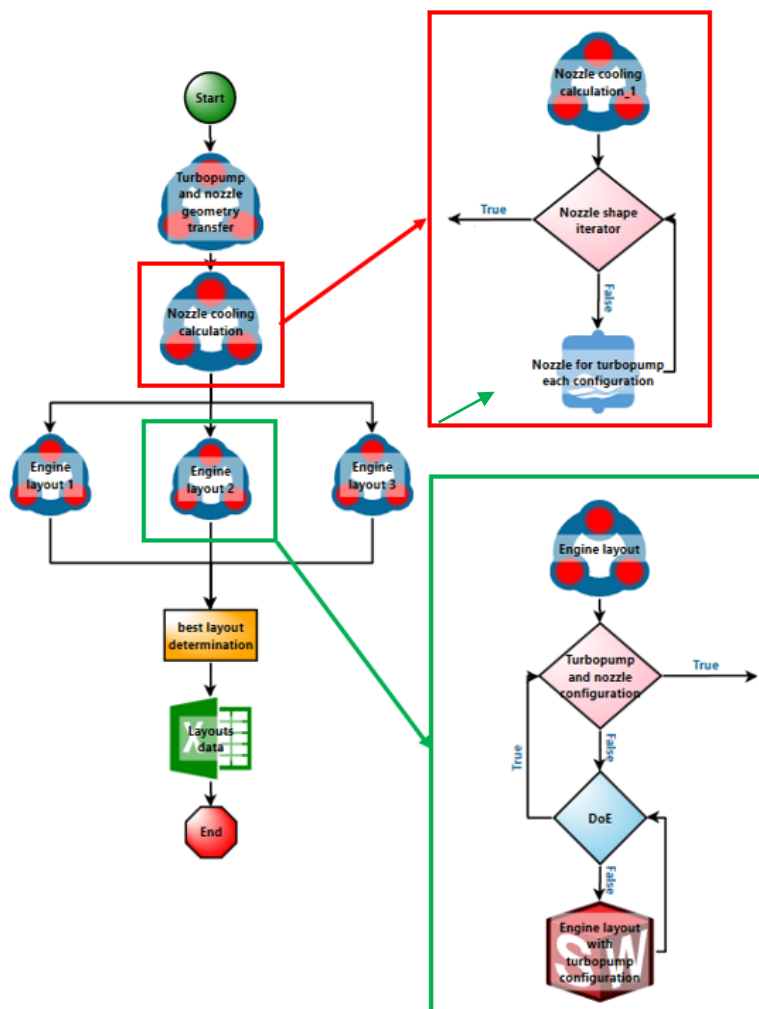 Start
Turbopump
and nozzle
geometry
transfer
Nozzle cooling
calculation
Engine
layout 1
Engine
layout 2
Engine
layout 3
best layout
determination
X
Layouts
data
End
Nozzle cooling
calculation_1
True
Nozzle shape
iterator
False
Nozzle for turbopump
each configuration
Engine layout
Turbopump
and nozzle
configuration
True
False
True
DoE
False
SW
Engine layout
with
turbopump
configuration